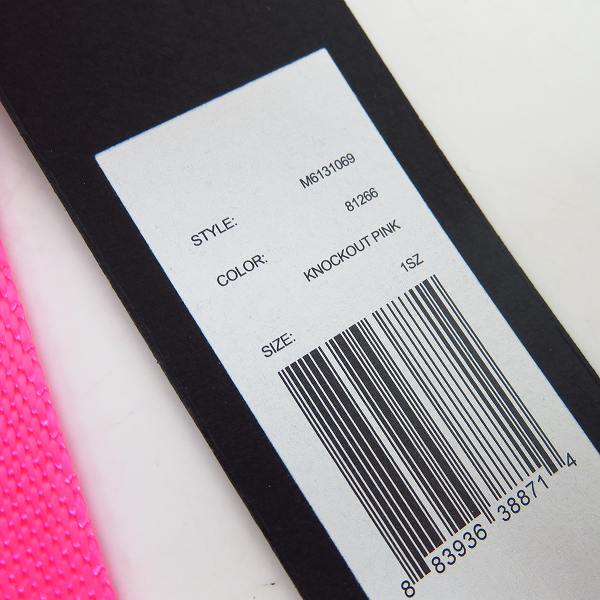 STYLE: M6131069
COLOR: 81266
KNOCKOUT PINK
SIZE: 1SZ
8 83936 38871 4